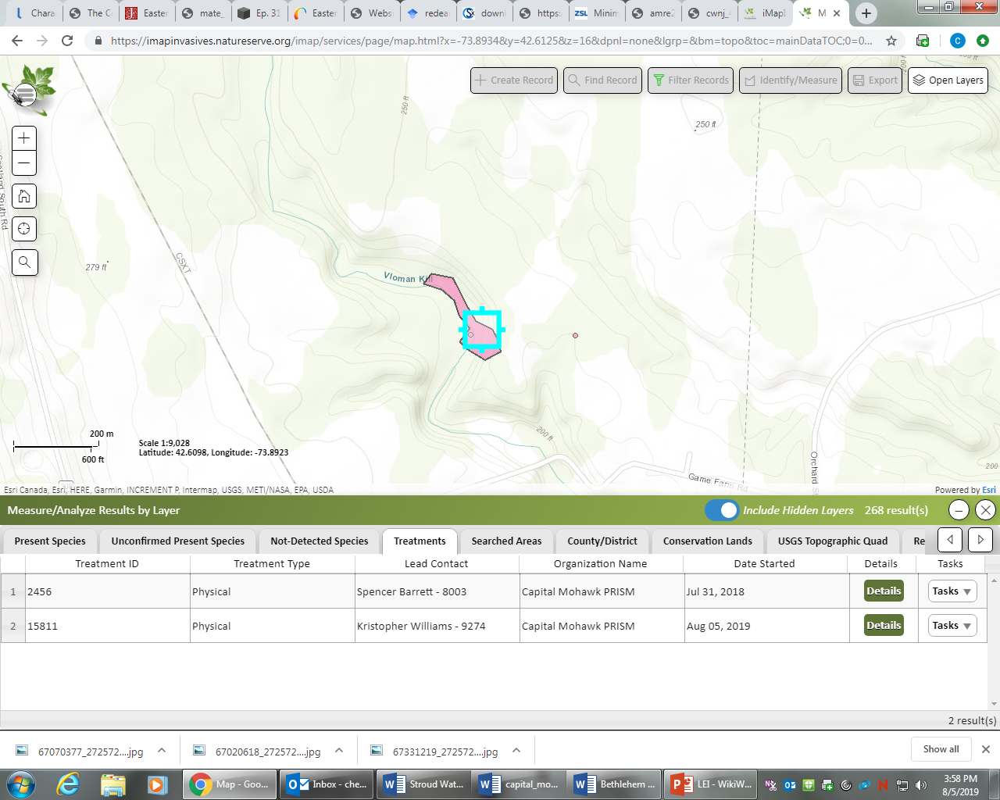 Chara
The C
Easter
mate_
Ep. 31
Easter
Webs
redea
downl
https:
ZSL Minim
amre2
cwnj_
iMapI
M
https://imapinvasives.natureserve.org/imap/services/page/map.html?x=-73.8934&y=42.6125&z=16&dpnl=none&lgrp=&bm=topo&toc=mainDataTOC;0=0...
C
Create Record
Find Record
Filter Records
Identify/Measure
Export
Open Layers
250 ft
250 ft
279 ft
CSXT
Vloman Kill
200 ft
Game Farm Rd
Orchard
200
South Rd
200 m
600 ft
Scale 1:9,028
Latitude: 42.6098, Longitude: -73.8923
Esri Canada, Esri, HERE, Garmin, INCREMENT P, Intermap, USGS, METI/NASA, EPA, USDA
Powered by Esri
Measure/Analyze Results by Layer
Include Hidden Layers 268 result(s)
Present Species
Unconfirmed Present Species
Not-Detected Species
Treatments
Searched Areas
County/District
Conservation Lands
USGS Topographic Quad
Re
Treatment ID Treatment Type Lead Contact Organization Name Date Started Details Tasks
1 2456 Physical Spencer Barrett - 8003 Capital Mohawk PRISM Jul 31, 2018 Details Tasks
2 15811 Physical Kristopher Williams - 9274 Capital Mohawk PRISM Aug 05, 2019 Details Tasks
2 result(s)
67070377_272572....jpg
67020618_272572....jpg
67331219_272572....jpg
Show all
Map - Goo...
Inbox - che...
Stroud Wat...
capital_mo...
Bethlehem ...
LEI - WikiW...
3:58 PM
8/5/2019